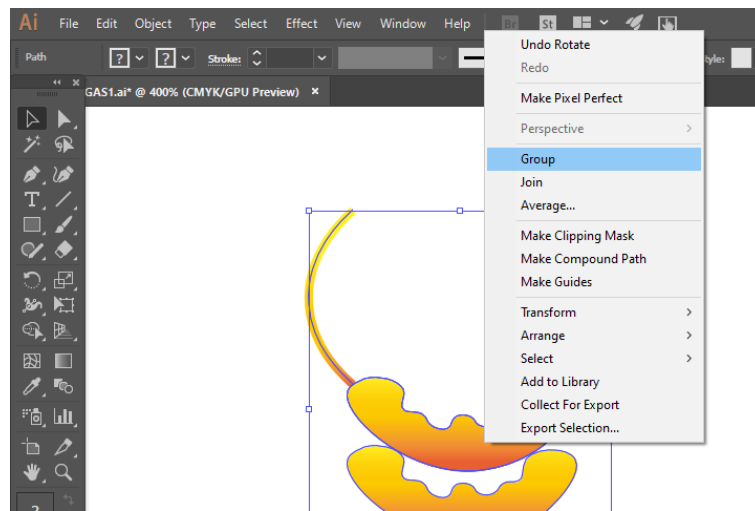 Ai File Edit Object Type Select Effect View Window Help Br St
Path ? ? Stroke: tyle:
GAS1.ai* @ 400% (CMYK/GPU Preview) ×
Undo Rotate
Redo
Make Pixel Perfect
Perspective
Group
Join
Average...
Make Clipping Mask
Make Compound Path
Make Guides
Transform
Arrange
Select
Add to Library
Collect For Export
Export Selection...
?